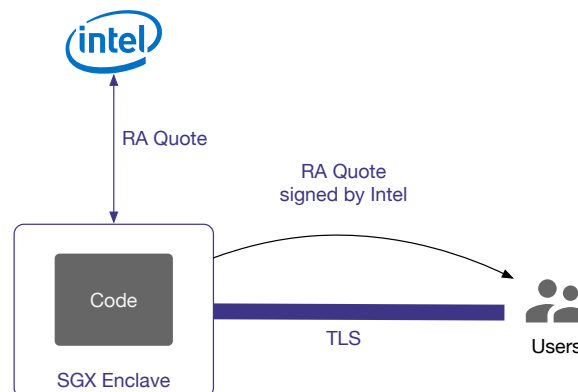 intel
RA Quote
RA Quote
signed by Intel
Code
TLS
Users
SGX Enclave